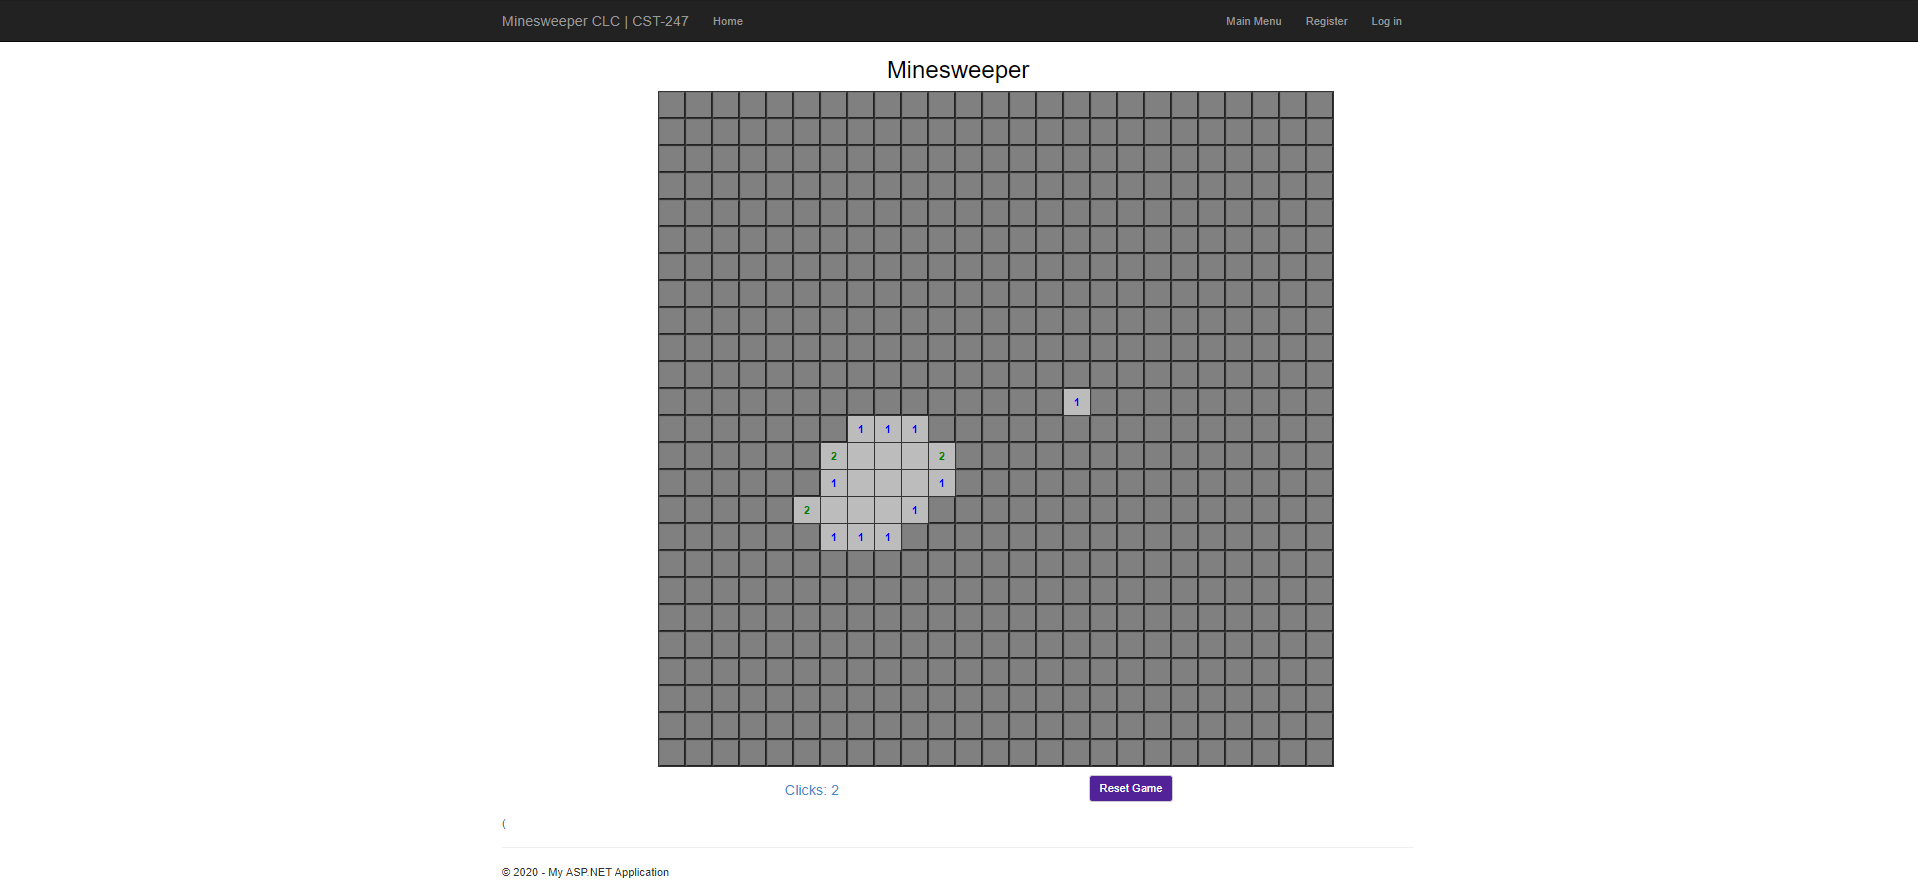 Minesweeper CLC | CST-247 Home Main Menu Register Log in
Minesweeper
1
1 1 1
2 2
1 1
2 1
1 1 1
Clicks: 2 Reset Game
(
© 2020 - My ASP.NET Application